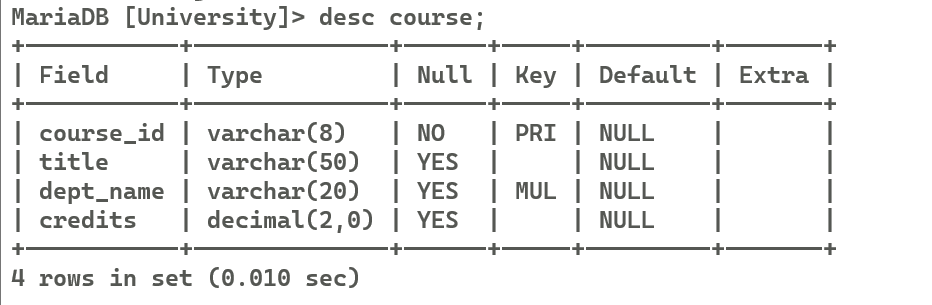 MariaDB [University]> desc course;
+-----------+--------------+------+-----+---------+-------+
| Field     | Type         | Null | Key | Default | Extra |
+-----------+--------------+------+-----+---------+-------+
| course_id | varchar(8)   | NO   | PRI | NULL    |       |
| title     | varchar(50)  | YES  |     | NULL    |       |
| dept_name | varchar(20)  | YES  | MUL | NULL    |       |
| credits   | decimal(2,0) | YES  |     | NULL    |       |
+-----------+--------------+------+-----+---------+-------+
4 rows in set (0.010 sec)